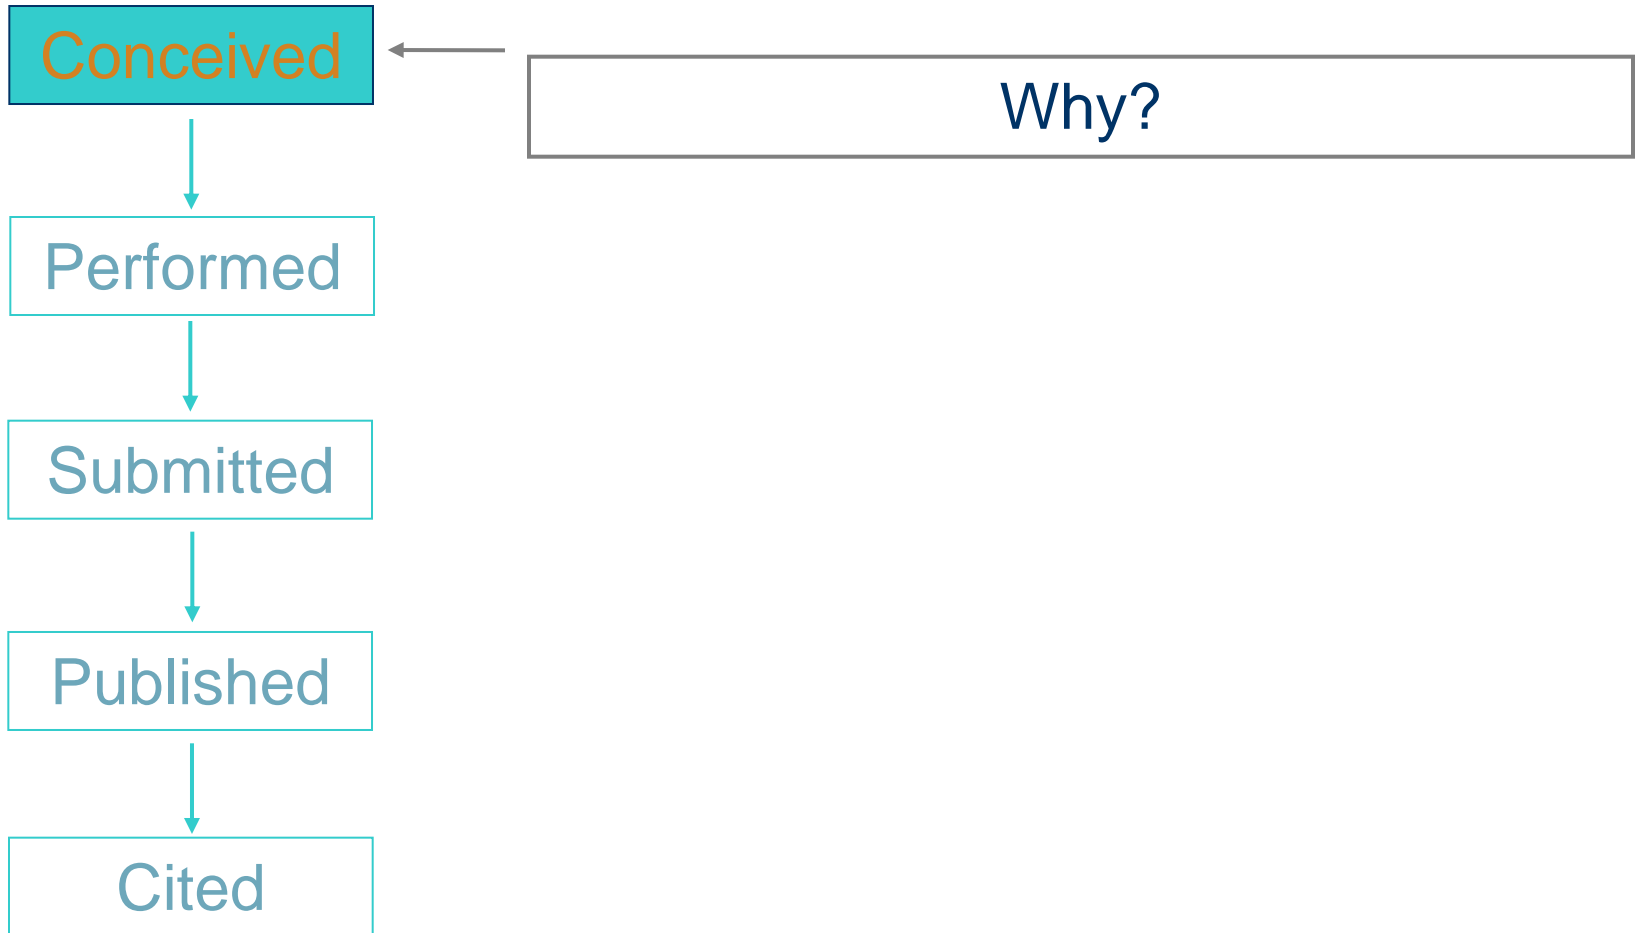 Conceived
Why?
Performed
Submitted
Published
Cited